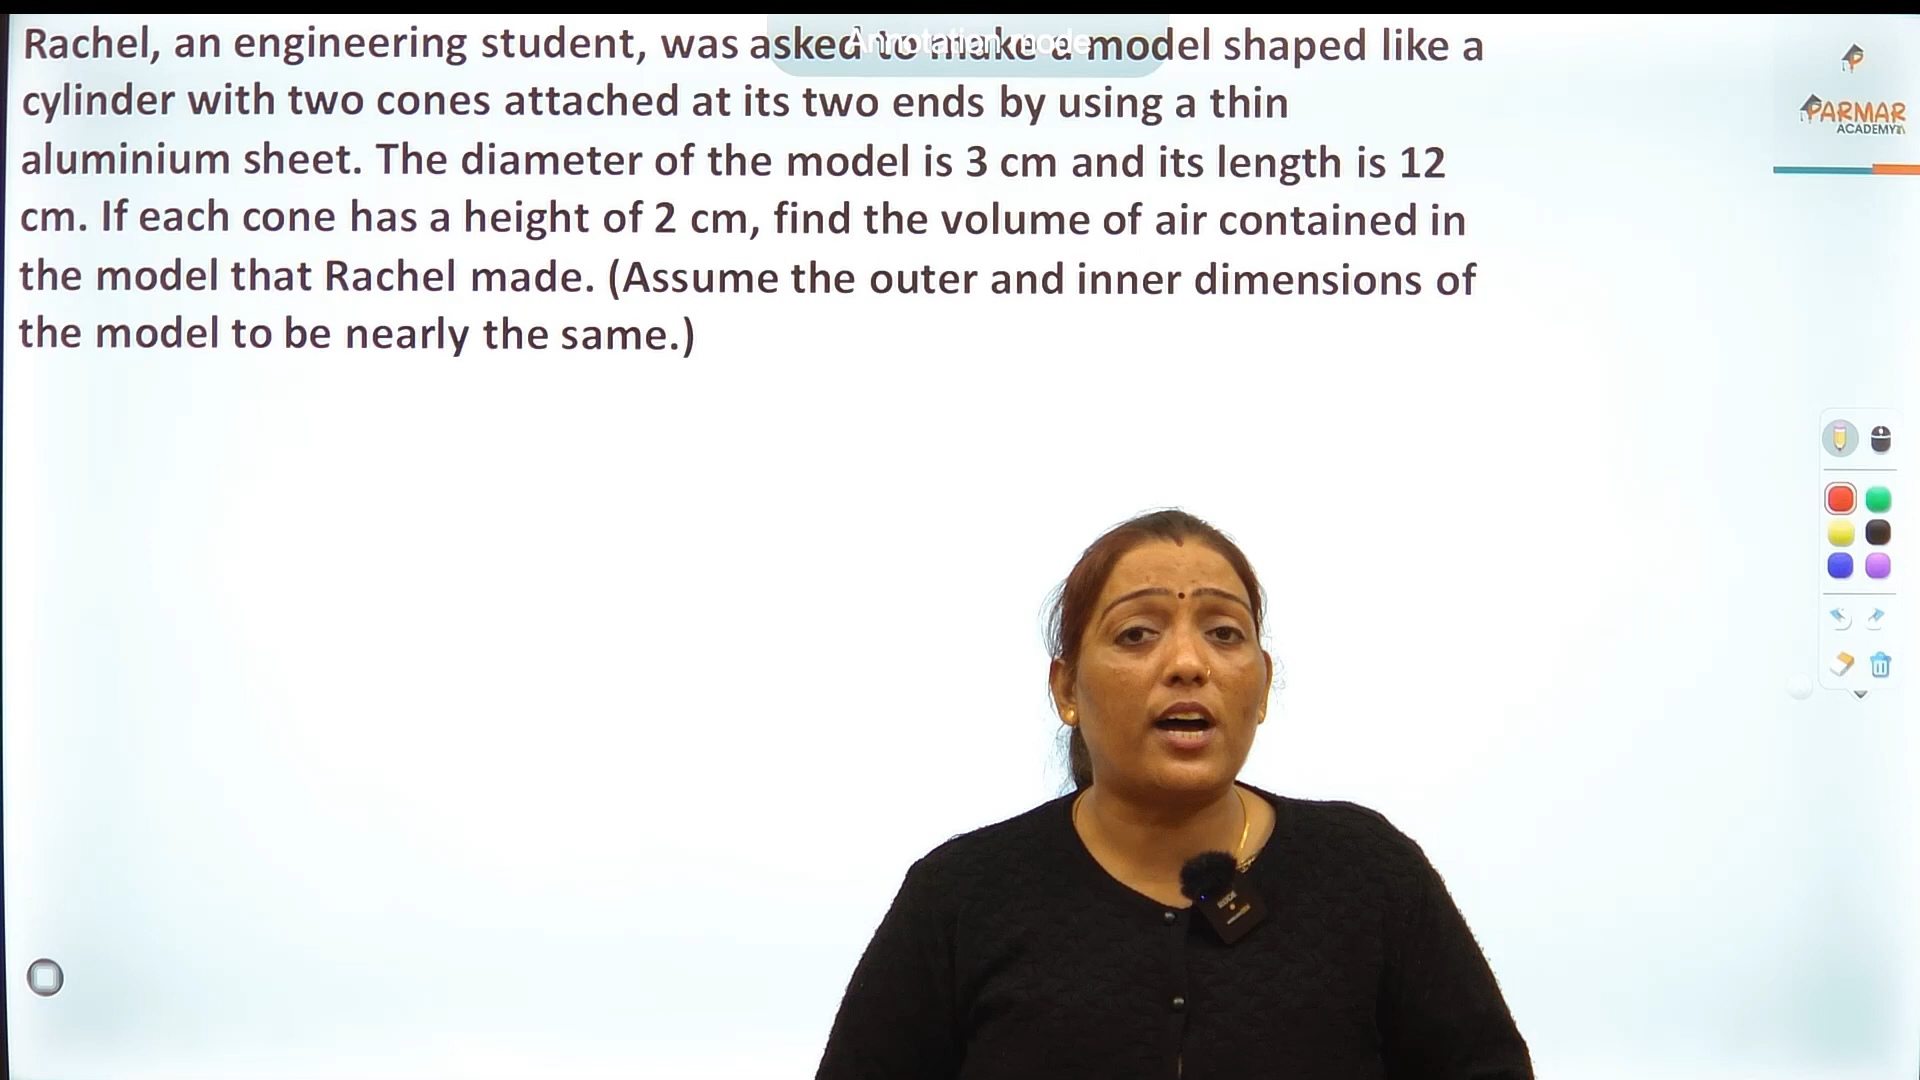 Rachel, an engineering student, was asked to make a model shaped like a
Annotation mode
cylinder with two cones attached at its two ends by using a thin
aluminium sheet. The diameter of the model is 3 cm and its length is 12
cm. If each cone has a height of 2 cm, find the volume of air contained in
the model that Rachel made. (Assume the outer and inner dimensions of
the model to be nearly the same.)
PARMAR
ACADEMY